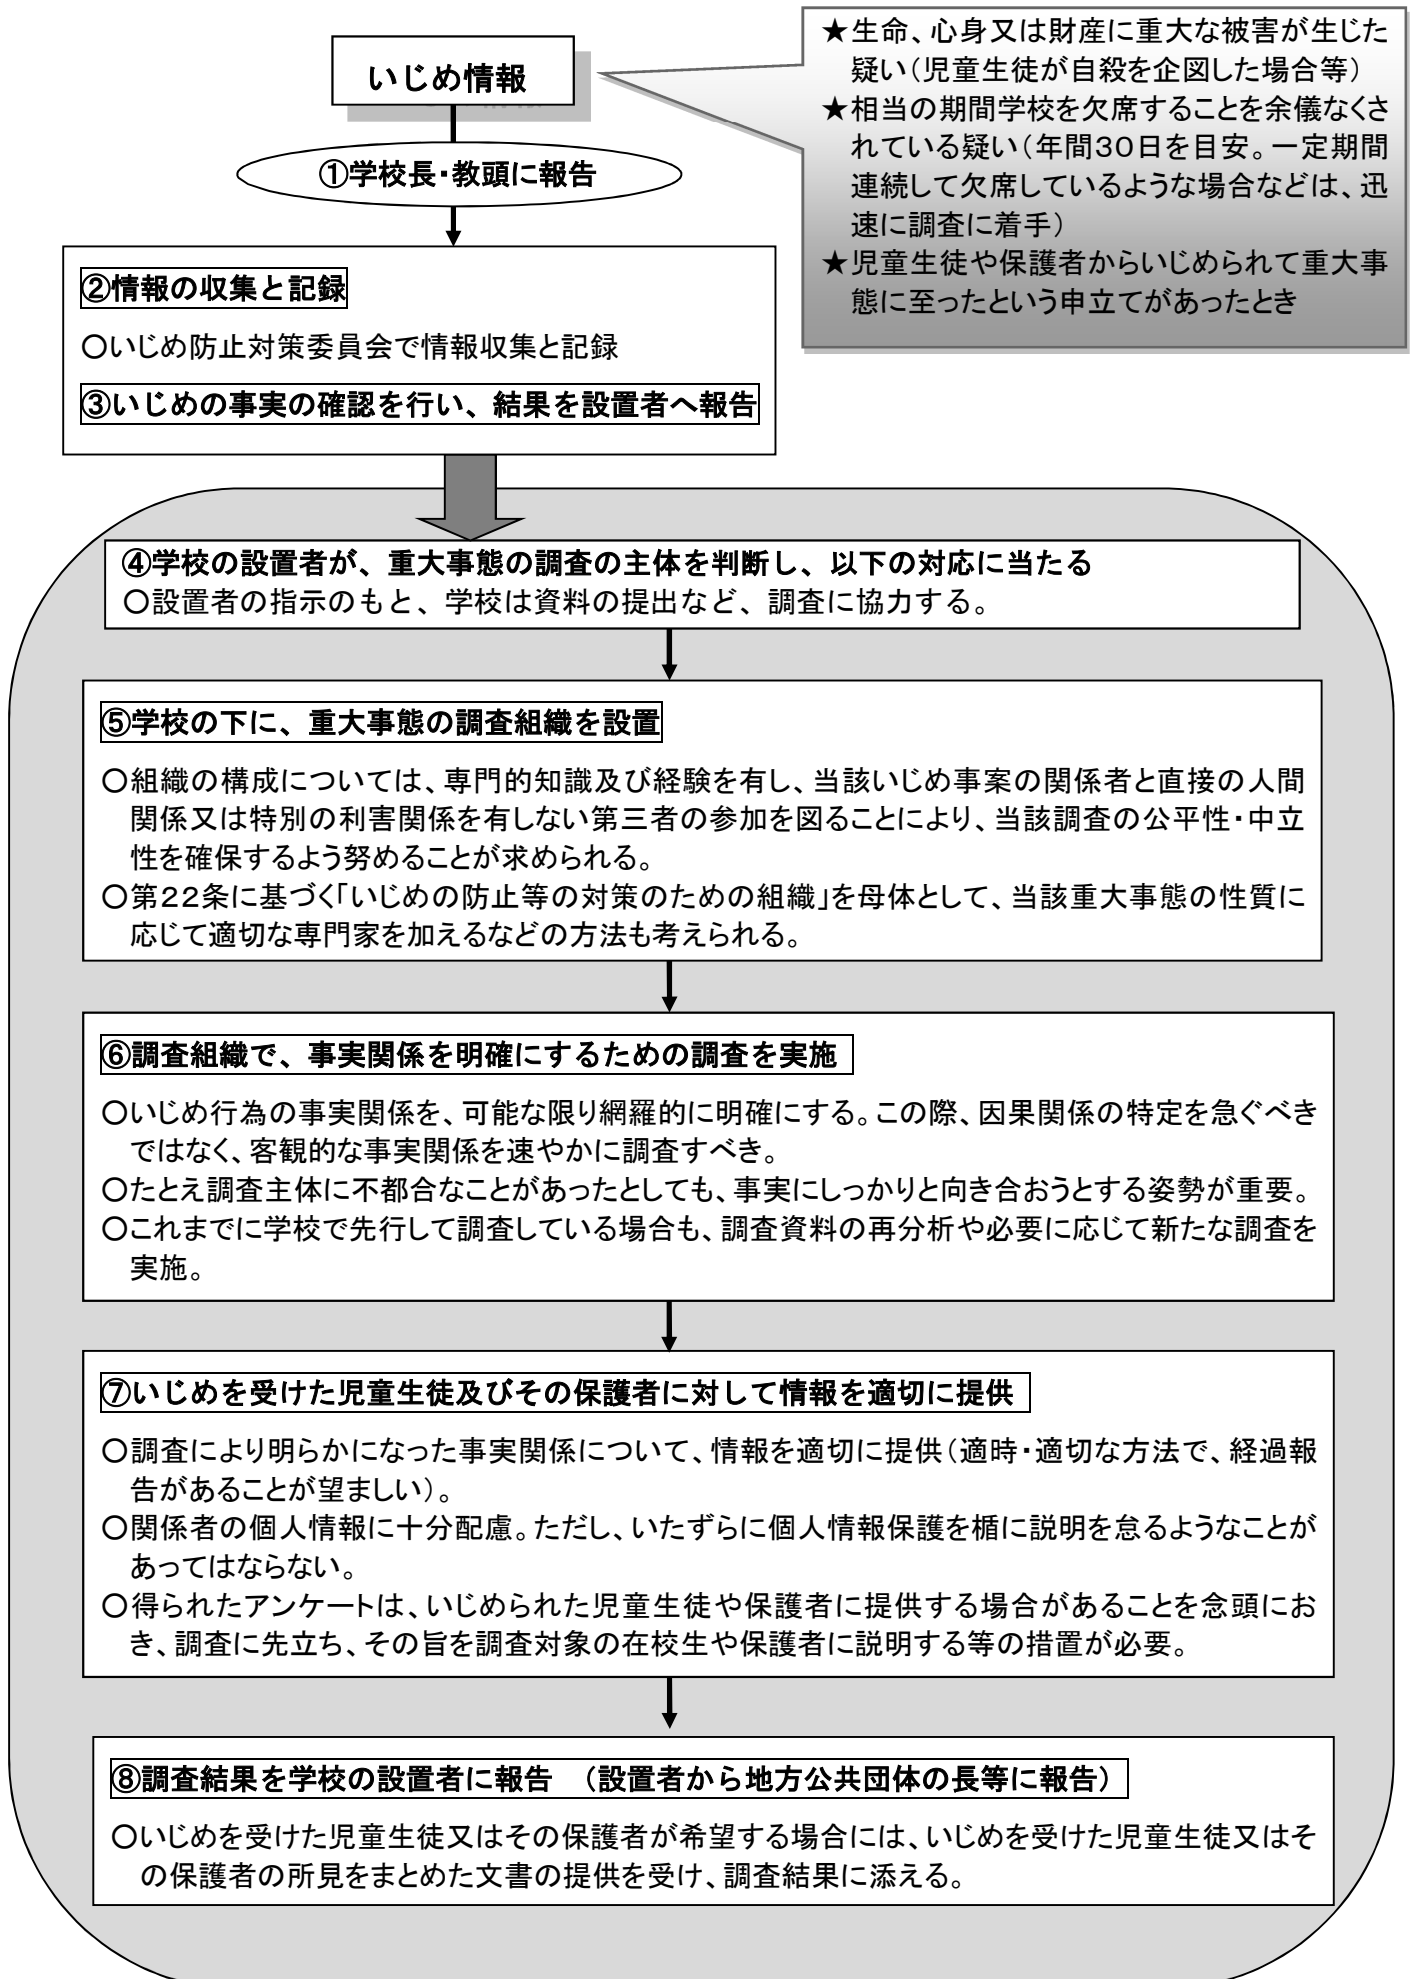 いじめ情報
★生命、心身又は財産に重大な被害が生じた
疑い(児童生徒が自殺を企図した場合等)
★相当の期間学校を欠席することを余儀なくさ
れている疑い(年間30日を目安。一定期間
連続して欠席しているような場合などは、迅
速に調査に着手)
★児童生徒や保護者からいじめられて重大事
態に至ったという申立てがあったとき
①学校長・教頭に報告
②情報の収集と記録
○いじめ防止対策委員会で情報収集と記録
③いじめの事実の確認を行い、結果を設置者へ報告
④学校の設置者が、重大事態の調査の主体を判断し、以下の対応に当たる
○設置者の指示のもと、学校は資料の提出など、調査に協力する。
⑤学校の下に、重大事態の調査組織を設置
○組織の構成については、専門的知識及び経験を有し、当該いじめ事案の関係者と直接の人間
関係又は特別の利害関係を有しない第三者の参加を図ることにより、当該調査の公平性・中立
性を確保するよう努めることが求められる。
○第22条に基づく「いじめの防止等の対策のための組織」を母体として、当該重大事態の性質に
応じて適切な専門家を加えるなどの方法も考えられる。
⑥調査組織で、事実関係を明確にするための調査を実施
○いじめ行為の事実関係を、可能な限り網羅的に明確にする。この際、因果関係の特定を急ぐべき
ではなく、客観的な事実関係を速やかに調査すべき。
○たとえ調査主体に不都合なことがあったとしても、事実にしっかりと向き合おうとする姿勢が重要。
○これまでに学校で先行して調査している場合も、調査資料の再分析や必要に応じて新たな調査を
実施。
⑦いじめを受けた児童生徒及びその保護者に対して情報を適切に提供
○調査により明らかになった事実関係について、情報を適切に提供(適時・適切な方法で、経過報
告があることが望ましい)。
○関係者の個人情報に十分配慮。ただし、いたずらに個人情報保護を楯に説明を怠るようなことが
あってはならない。
○得られたアンケートは、いじめられた児童生徒や保護者に提供する場合があることを念頭にお
き、調査に先立ち、その旨を調査対象の在校生や保護者に説明する等の措置が必要。
⑧調査結果を学校の設置者に報告 (設置者から地方公共団体の長等に報告)
○いじめを受けた児童生徒又はその保護者が希望する場合には、いじめを受けた児童生徒又はそ
の保護者の所見をまとめた文書の提供を受け、調査結果に添える。